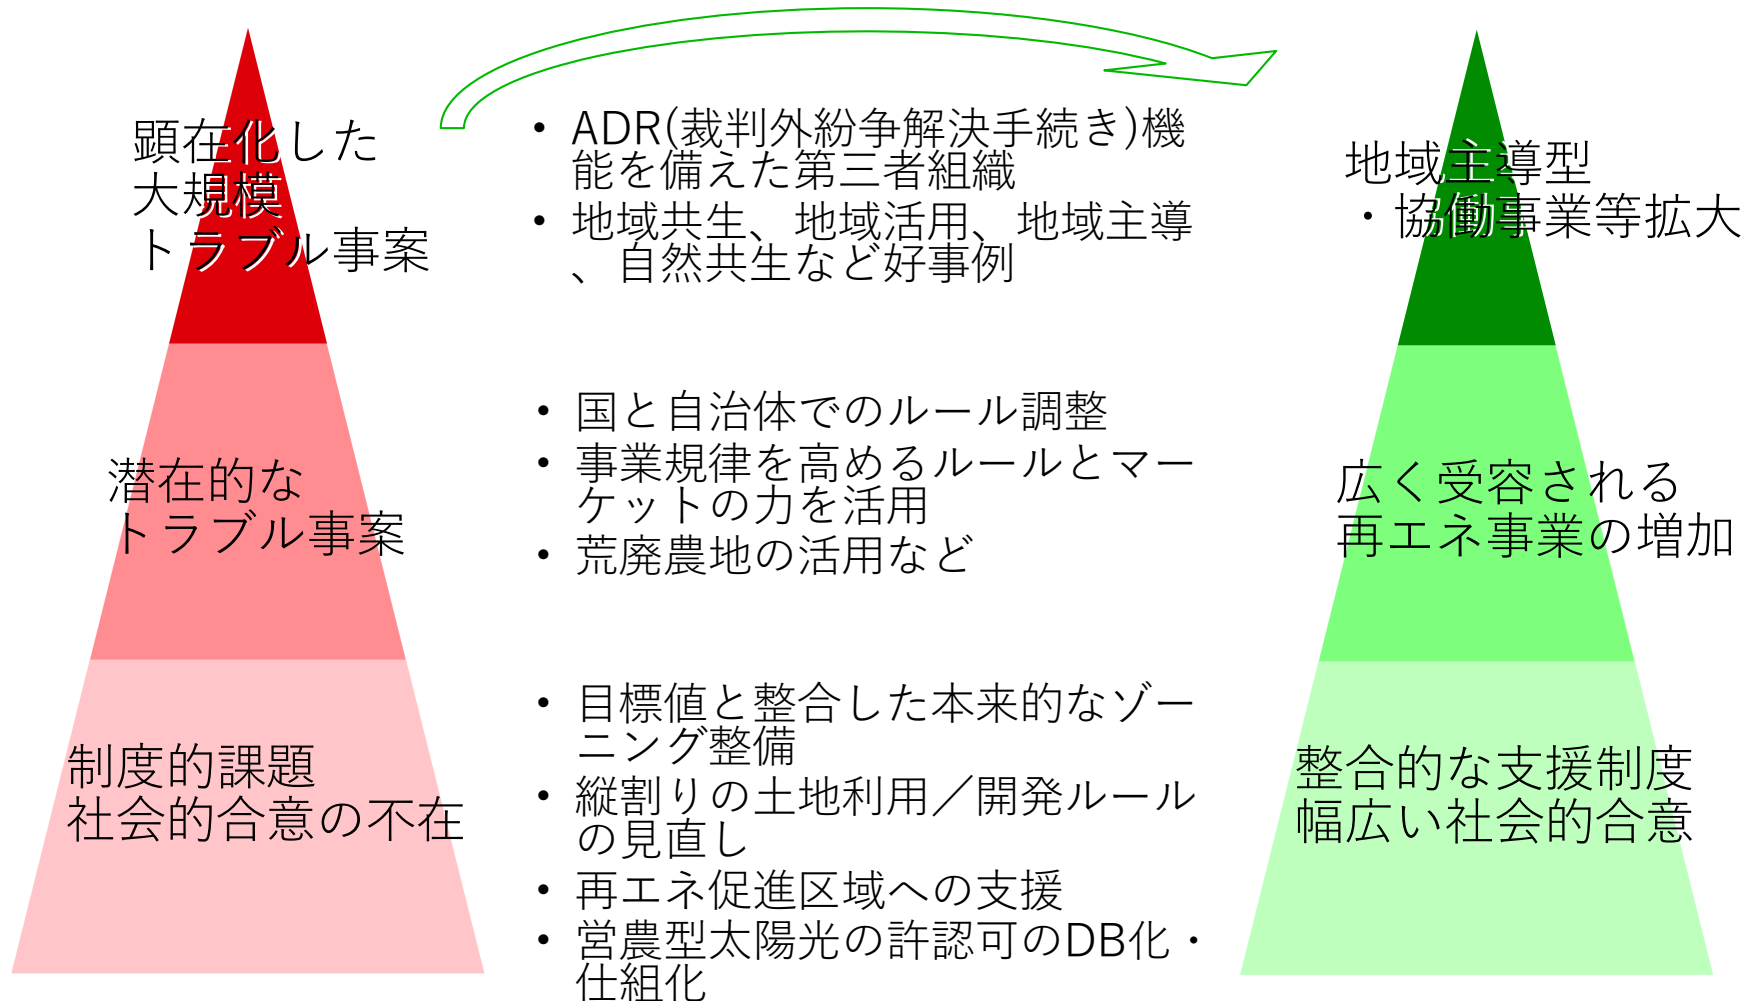 顕在化した
大規模
トラブル事案
潜在的な
トラブル事案
制度的課題
社会的合意の不在
• ADR(裁判外紛争解決手続き)機
能を備えた第三者組織
• 地域共生、地域活用、地域主導
、自然共生など好事例
• 国と自治体でのルール調整
• 事業規律を高めるルールとマー
ケットの力を活用
• 荒廃農地の活用など
• 目標値と整合した本来的なゾー
ニング整備
• 縦割りの土地利用／開発ルール
の見直し
• 再エネ促進区域への支援
• 営農型太陽光の許認可のDB化・
仕組化
地域主導型
・協働事業等拡大
広く受容される
再エネ事業の増加
整合的な支援制度
幅広い社会的合意